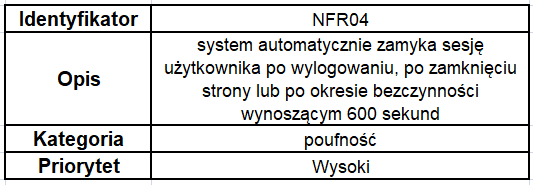 Identyfikator NFR04
Opis system automatycznie zamyka sesję
użytkownika po wylogowaniu, po zamknięciu
strony lub po okresie bezczynności
wynoszącym 600 sekund
Kategoria poufność
Priorytet Wysoki